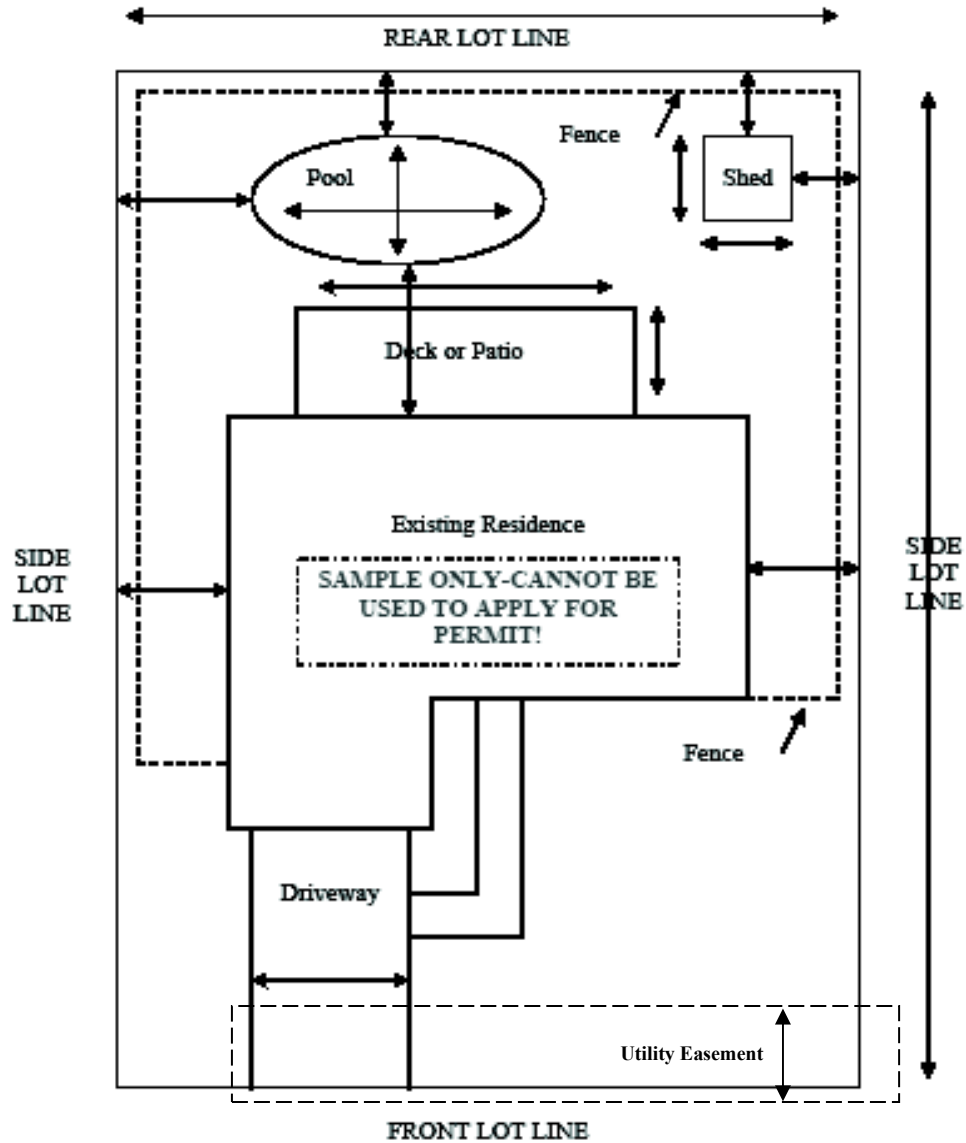 REAR LOT LINE
Fence
Pool
Shed
Deck or Patio
Existing Residence
SAMPLE ONLY-CANNOT BE
USED TO APPLY FOR
PERMIT!
SIDE
LOT
LINE
SIDE
LOT
LINE
Fence
Driveway
Utility Easement
FRONT LOT LINE